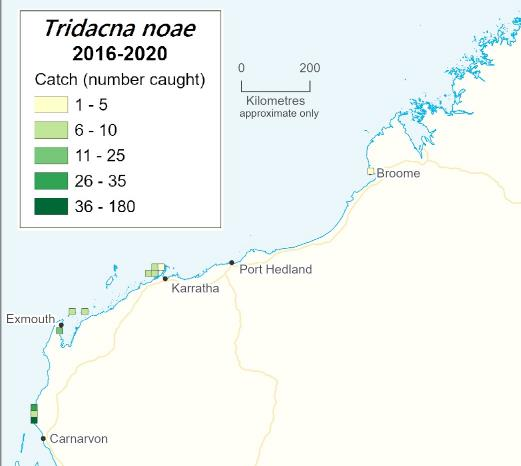 Tridacna noae
2016-2020
Catch (number caught)
1 - 5
6 - 10
11 - 25
26 - 35
36 - 180
0 200
Kilometres
approximate only
Broome
Port Hedland
Karratha
Exmouth
Carnarvon